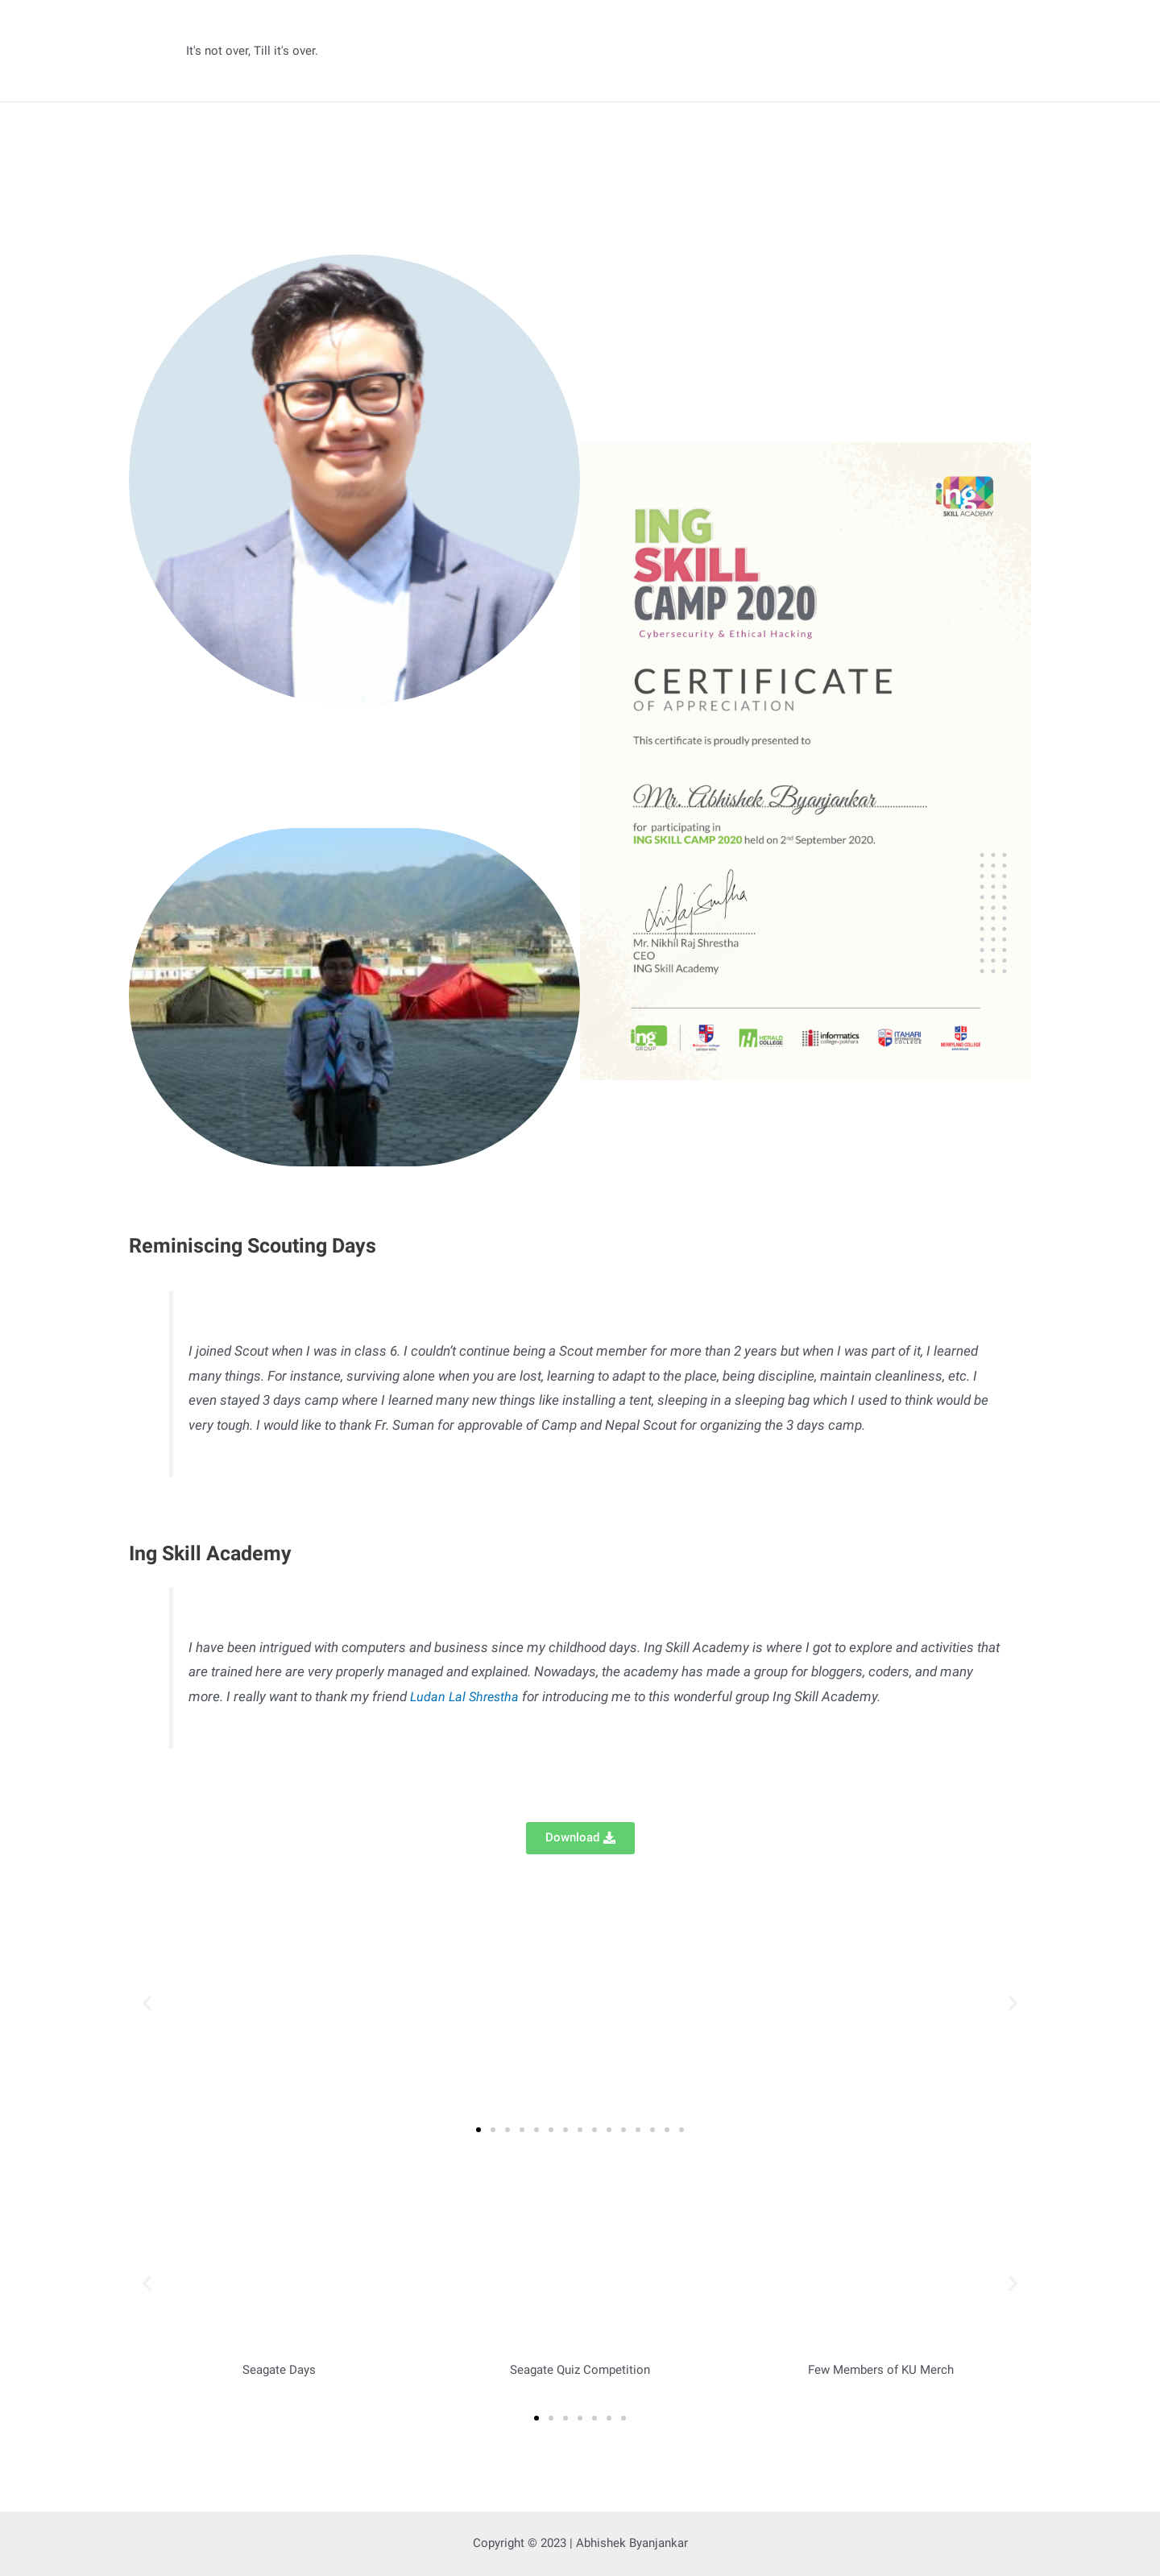 It's not over, Till it's over.
ing
SKILL ACADEMY
ING
SKILL
CAMP 2020
Cybersecurity & Ethical Hacking
CERTIFICATE
OF APPRECIATION
This certificate is proudly presented to
Mr. Abhishek Byanjankar
for participating in
ING SKILL CAMP 2020 held on 2nd September 2020.
Mr. Nikhil Raj Shrestha
CEO
ING Skill Academy
ing GROUP
HERALD COLLEGE
informatics college-pokhara
ITAHARI COLLEGE
MERRYLAND COLLEGE
Reminiscing Scouting Days
I joined Scout when I was in class 6. I couldn't continue being a Scout member for more than 2 years but when I was part of it, I learned
many things. For instance, surviving alone when you are lost, learning to adapt to the place, being discipline, maintain cleanliness, etc. I
even stayed 3 days camp where I learned many new things like installing a tent, sleeping in a sleeping bag which I used to think would be
very tough. I would like to thank Fr. Suman for approvable of Camp and Nepal Scout for organizing the 3 days camp.
Ing Skill Academy
I have been intrigued with computers and business since my childhood days. Ing Skill Academy is where I got to explore and activities that
are trained here are very properly managed and explained. Nowadays, the academy has made a group for bloggers, coders, and many
more. I really want to thank my friend Ludan Lal Shrestha for introducing me to this wonderful group Ing Skill Academy.
Download
Seagate Days
Seagate Quiz Competition
Few Members of KU Merch
Copyright © 2023 | Abhishek Byanjankar